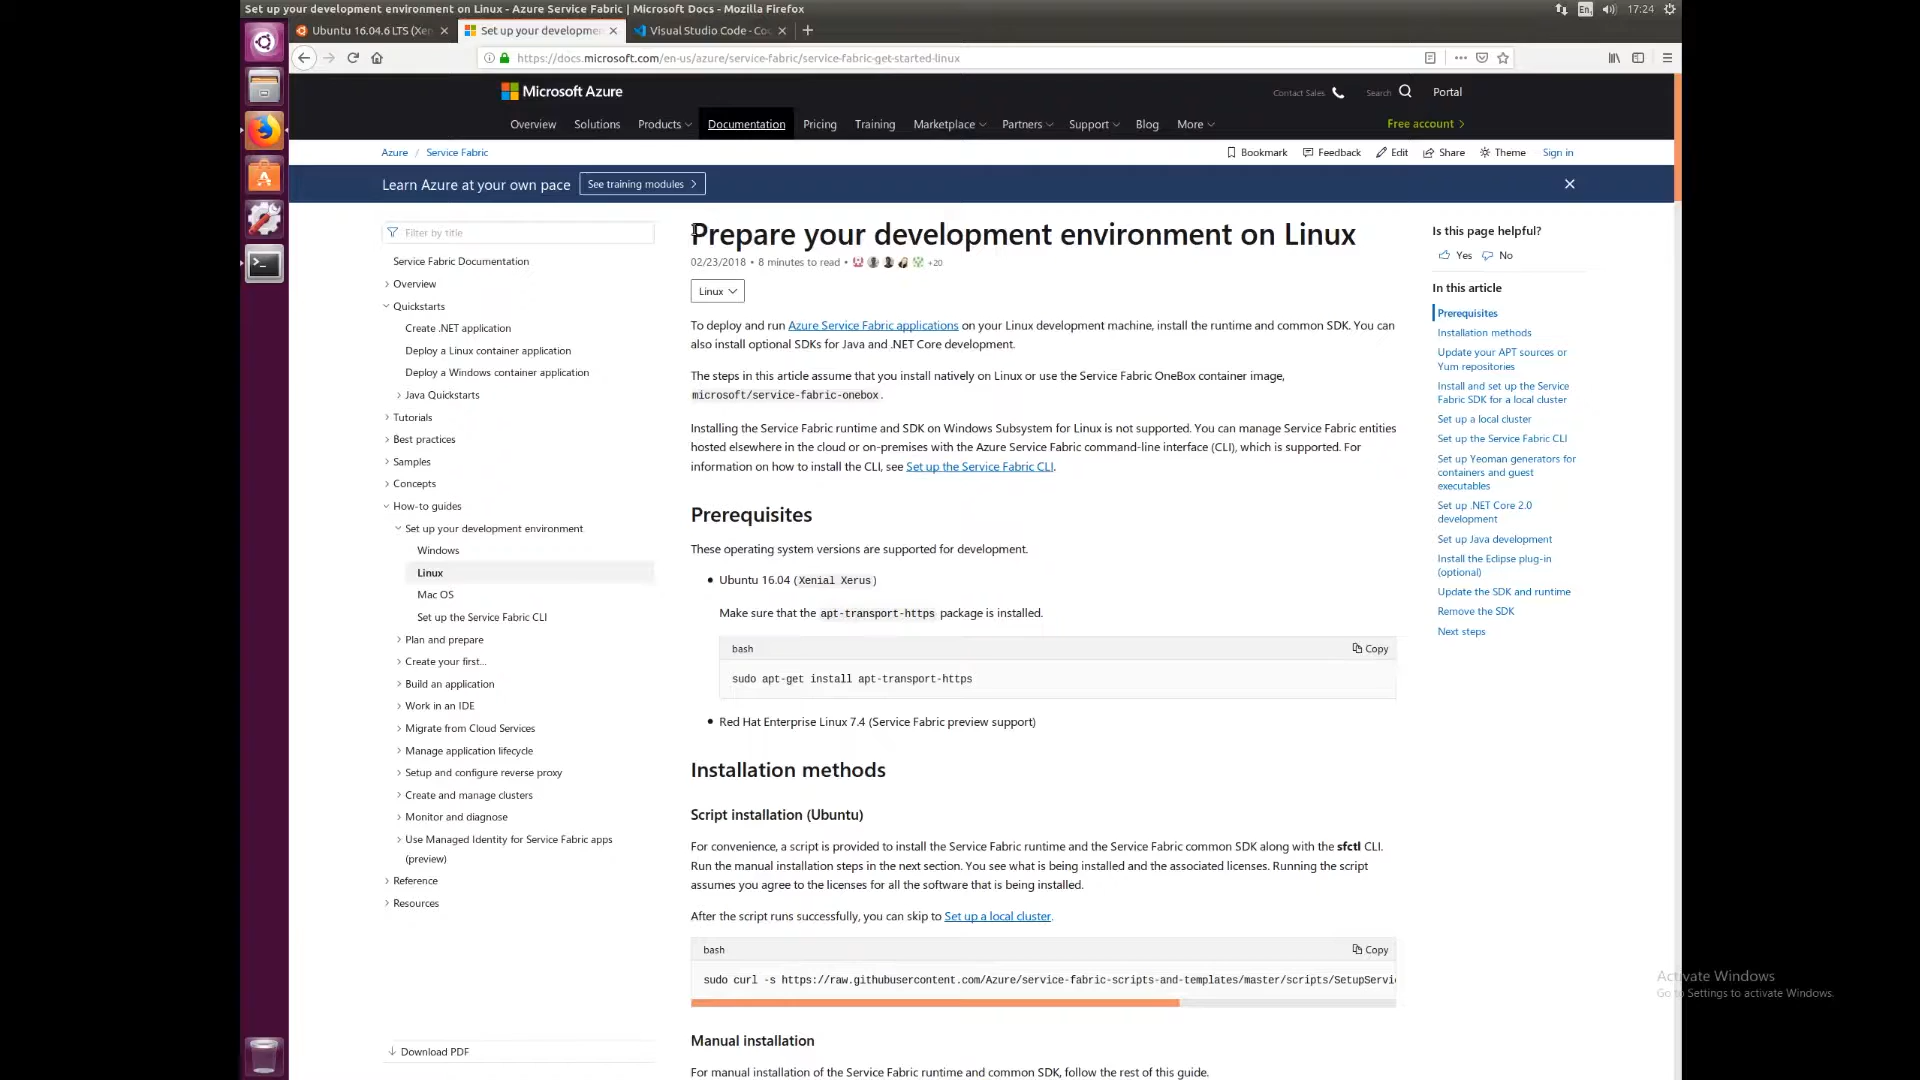 Set up your development environment on Linux - Azure Service Fabric | Microsoft Docs - Mozilla Firefox
En
17:24
Ubuntu 16.04.6 LTS (Xen
Set up your developme
Visual Studio Code - Co
https://docs.microsoft.com/en-us/azure/service-fabric/service-fabric-get-started-linux
Microsoft Azure
Contact Sales
Search
Portal
Overview
Solutions
Products
Documentation
Pricing
Training
Marketplace
Partners
Support
Blog
More
Free account
Azure / Service Fabric
Bookmark
Feedback
Edit
Share
Theme
Sign in
Learn Azure at your own pace
See training modules
Filter by title
Service Fabric Documentation
Overview
Quickstarts
Create .NET application
Deploy a Linux container application
Deploy a Windows container application
Java Quickstarts
Tutorials
Best practices
Samples
Concepts
How-to guides
Set up your development environment
Windows
Linux
Mac OS
Set up the Service Fabric CLI
Plan and prepare
Create your first...
Build an application
Work in an IDE
Migrate from Cloud Services
Manage application lifecycle
Setup and configure reverse proxy
Create and manage clusters
Monitor and diagnose
Use Managed Identity for Service Fabric apps
(preview)
Reference
Resources
Download PDF
Prepare your development environment on Linux
02/23/2018 • 8 minutes to read • +20
Linux
To deploy and run Azure Service Fabric applications on your Linux development machine, install the runtime and common SDK. You can
also install optional SDKs for Java and .NET Core development.
The steps in this article assume that you install natively on Linux or use the Service Fabric OneBox container image,
microsoft/service-fabric-onebox.
Installing the Service Fabric runtime and SDK on Windows Subsystem for Linux is not supported. You can manage Service Fabric entities
hosted elsewhere in the cloud or on-premises with the Azure Service Fabric command-line interface (CLI), which is supported. For
information on how to install the CLI, see Set up the Service Fabric CLI.
Prerequisites
These operating system versions are supported for development.
• Ubuntu 16.04 (Xenial Xerus)
Make sure that the apt-transport-https package is installed.
bash
Copy
sudo apt-get install apt-transport-https
• Red Hat Enterprise Linux 7.4 (Service Fabric preview support)
Installation methods
Script installation (Ubuntu)
For convenience, a script is provided to install the Service Fabric runtime and the Service Fabric common SDK along with the sfctl CLI.
Run the manual installation steps in the next section. You see what is being installed and the associated licenses. Running the script
assumes you agree to the licenses for all the software that is being installed.
After the script runs successfully, you can skip to Set up a local cluster.
bash
Copy
sudo curl -s https://raw.githubusercontent.com/Azure/service-fabric-scripts-and-templates/master/scripts/SetupServi
Manual installation
For manual installation of the Service Fabric runtime and common SDK, follow the rest of this guide.
Is this page helpful?
Yes
No
In this article
Prerequisites
Installation methods
Update your APT sources or
Yum repositories
Install and set up the Service
Fabric SDK for a local cluster
Set up a local cluster
Set up the Service Fabric CLI
Set up Yeoman generators for
containers and guest
executables
Set up .NET Core 2.0
development
Set up Java development
Install the Eclipse plug-in
(optional)
Update the SDK and runtime
Remove the SDK
Next steps
Activate Windows
Go to Settings to activate Windows.